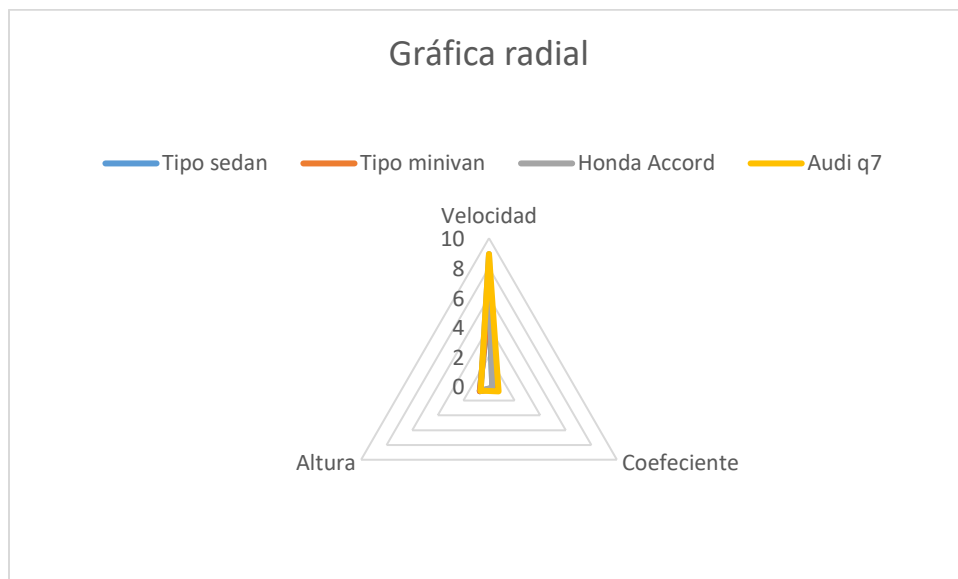 Gráfica radial
Tipo sedan Tipo minivan Honda Accord Audi q7
Velocidad
10
8
6
4
2
0
Altura Coefeciente